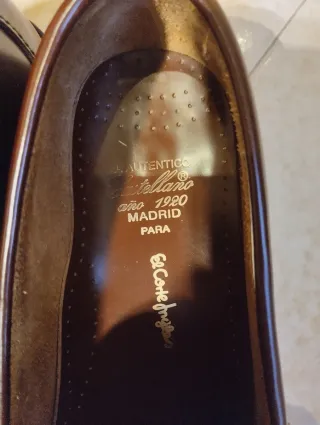 AUTENTICO
Castellano®
año 1920
MADRID
PARA
El Corte Inglés